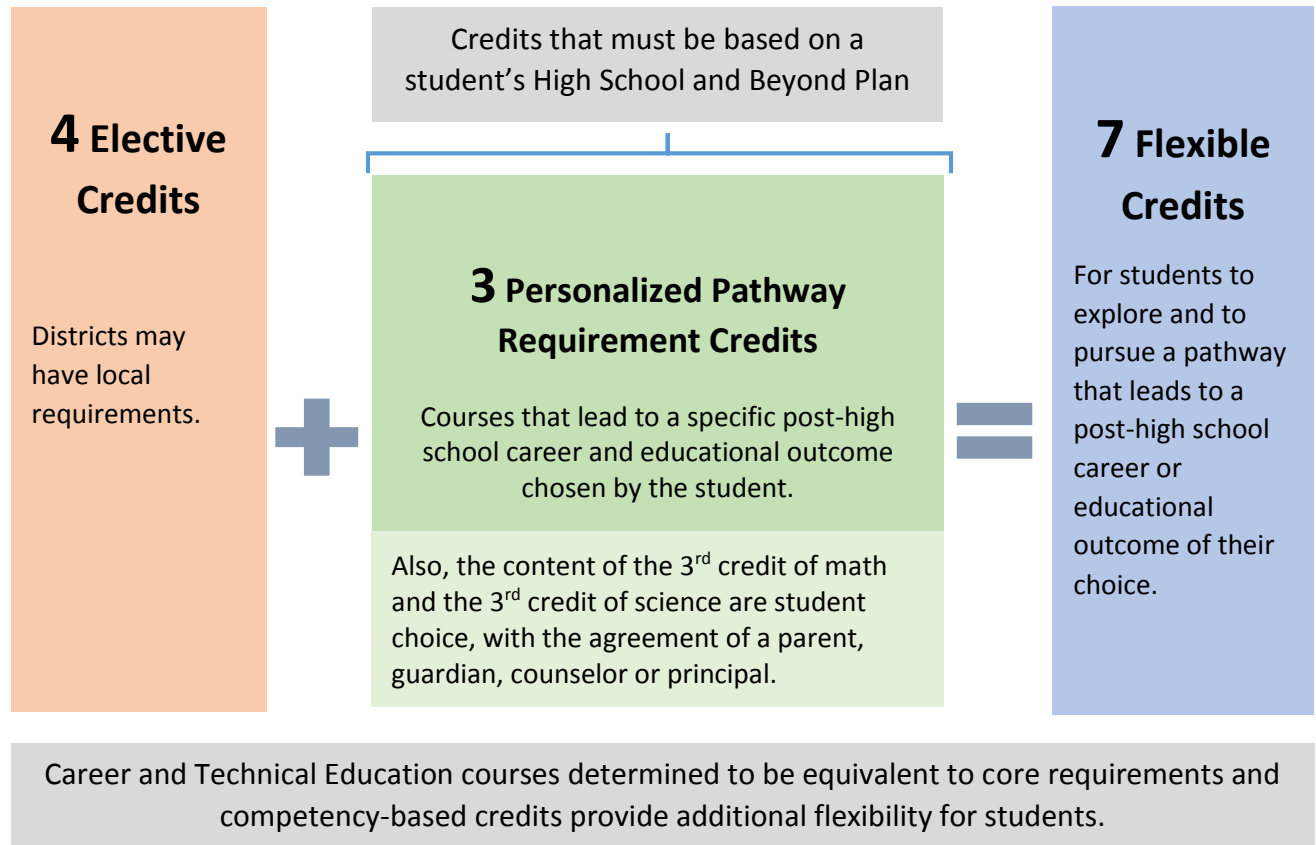 Credits that must be based on a
student’s High School and Beyond Plan
4 Elective
Credits
Districts may
have local
requirements.
3 Personalized Pathway
Requirement Credits
Courses that lead to a specific post-high
school career and educational outcome
chosen by the student.
Also, the content of the 3rd credit of math
and the 3rd credit of science are student
choice, with the agreement of a parent,
guardian, counselor or principal.
7 Flexible
Credits
For students to
explore and to
pursue a pathway
that leads to a
post-high school
career or
educational
outcome of their
choice.
Career and Technical Education courses determined to be equivalent to core requirements and
competency-based credits provide additional flexibility for students.